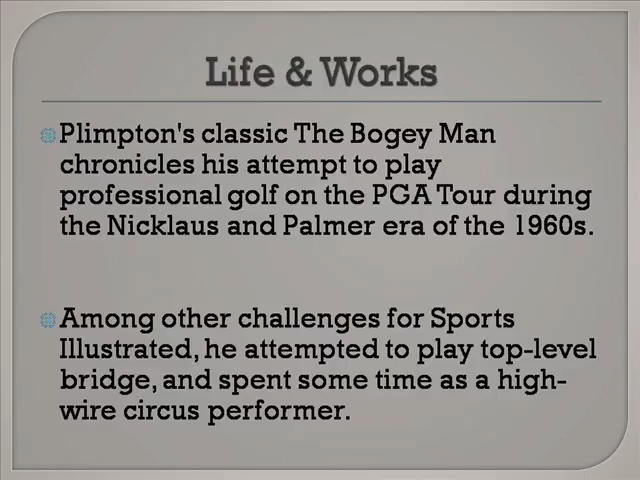 Life & Works
Plimpton's classic The Bogey Man
chronicles his attempt to play
professional golf on the PGA Tour during
the Nicklaus and Palmer era of the 1960s.
Among other challenges for Sports
Illustrated, he attempted to play top-level
bridge, and spent some time as a high-
wire circus performer.